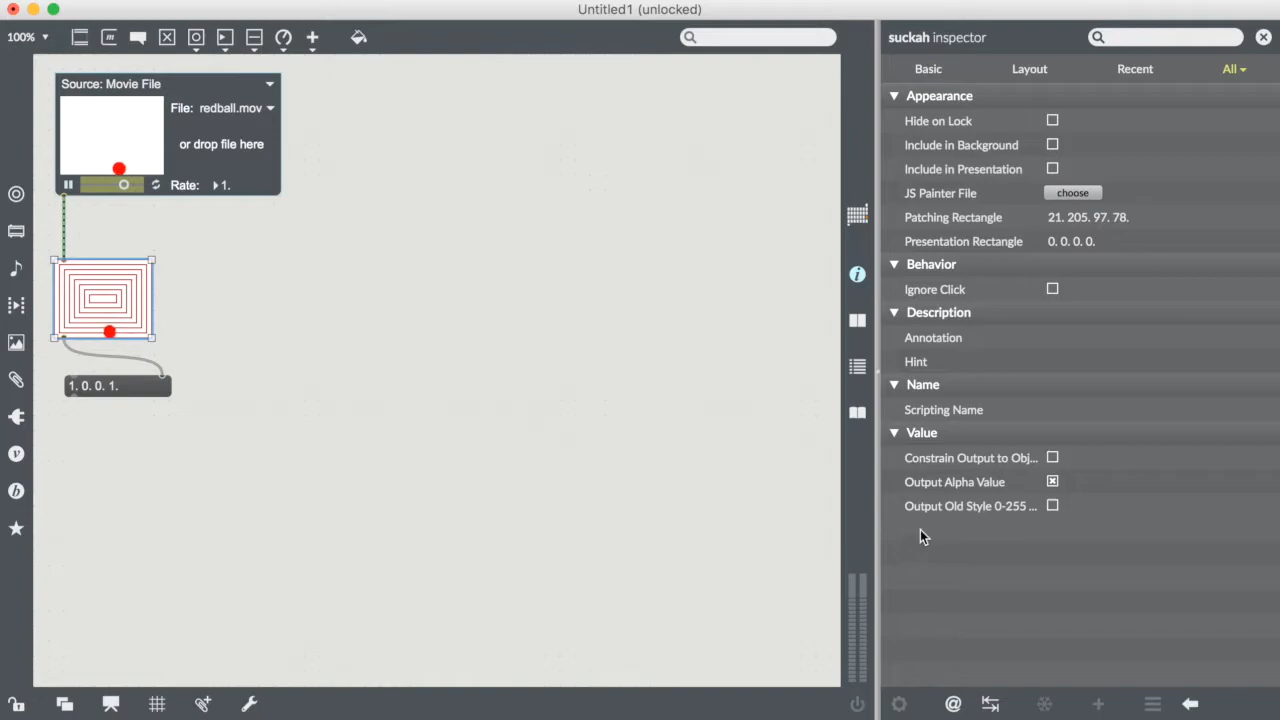 Untitled1 (unlocked)
100%
Source: Movie File
File: redball.mov
or drop file here
Rate: 1.
1. 0. 0. 1.
suckah inspector
Basic Layout Recent All
Appearance
Hide on Lock
Include in Background
Include in Presentation
JS Painter File choose
Patching Rectangle 21. 205. 97. 78.
Presentation Rectangle 0. 0. 0. 0.
Behavior
Ignore Click
Description
Annotation
Hint
Name
Scripting Name
Value
Constrain Output to Obj...
Output Alpha Value
Output Old Style 0-255 ...